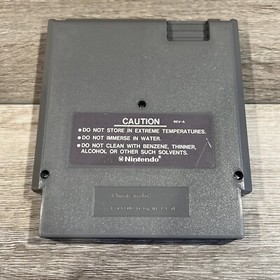 CAUTION
REV-A
●DO NOT STORE IN EXTREME TEMPERATURES.
●DO NOT IMMERSE IN WATER.
●DO NOT CLEAN WITH BENZENE, THINNER,
ALCOHOL OR OTHER SUCH SOLVENTS.
Nintendo